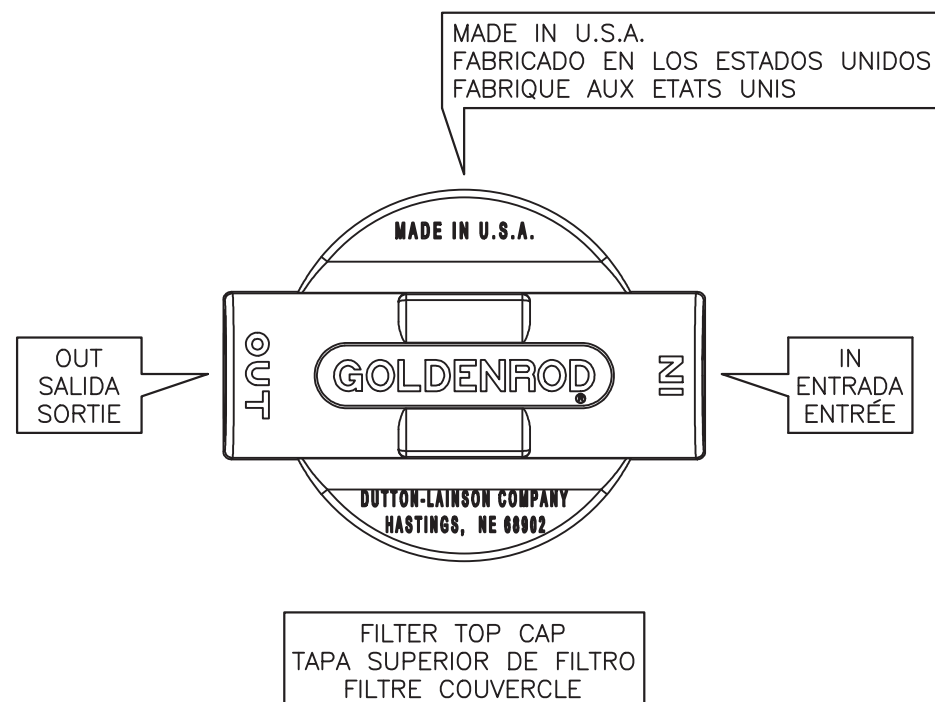 MADE IN U.S.A.
FABRICADO EN LOS ESTADOS UNIDOS
FABRIQUE AUX ETATS UNIS
MADE IN U.S.A.
OUT
SALIDA
SORTIE
OUT
GOLDENROD®
IN
IN
ENTRADA
ENTRÉE
DUTTON-LAINSON COMPANY
HASTINGS, NE 68902
FILTER TOP CAP
TAPA SUPERIOR DE FILTRO
FILTRE COUVERCLE